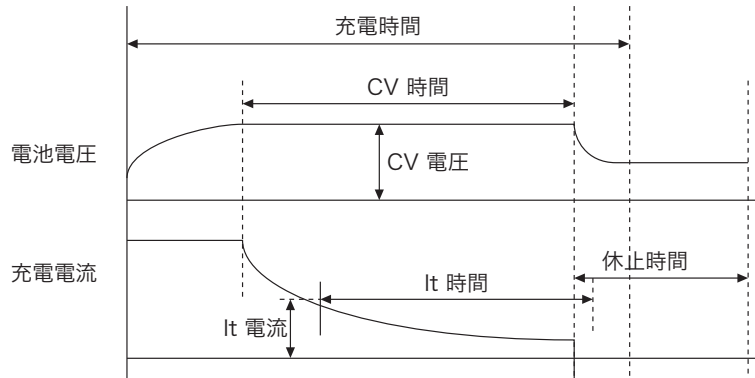 充電時間
CV 時間
電池電圧
CV 電圧
充電電流
休止時間
It 時間
It 電流